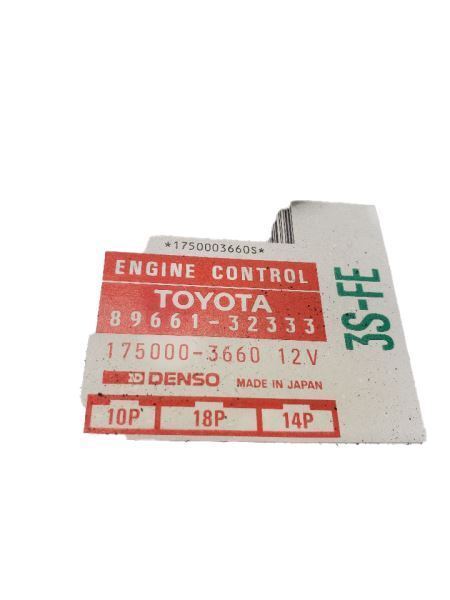 *1750003660S*
ENGINE CONTROL
TOYOTA
89661-32333
175000-3660 12V
DENSO MADE IN JAPAN
10P 18P 14P
3S-FE